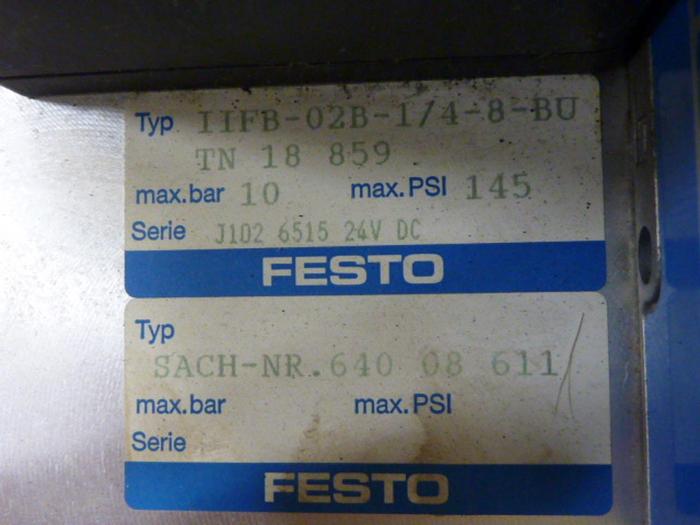 Typ IIFB-02B-1/4-8-BU
TN 18 859
max.bar 10 max.PSI 145
Serie J102 6515 24V DC
FESTO
Typ
SACH-NR.640 08 611
max.bar max.PSI
Serie
FESTO